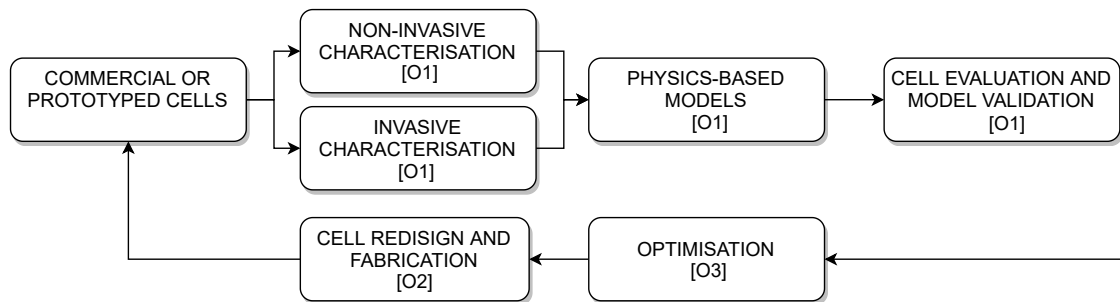 NON-INVASIVE
CHARACTERISATION
[O1]
COMMERCIAL OR
PROTOTYPED CELLS
INVASIVE
CHARACTERISATION
[O1]
PHYSICS-BASED
MODELS
[O1]
CELL EVALUATION AND
MODEL VALIDATION
[O1]
CELL REDISIGN AND
FABRICATION
[O2]
OPTIMISATION
[O3]